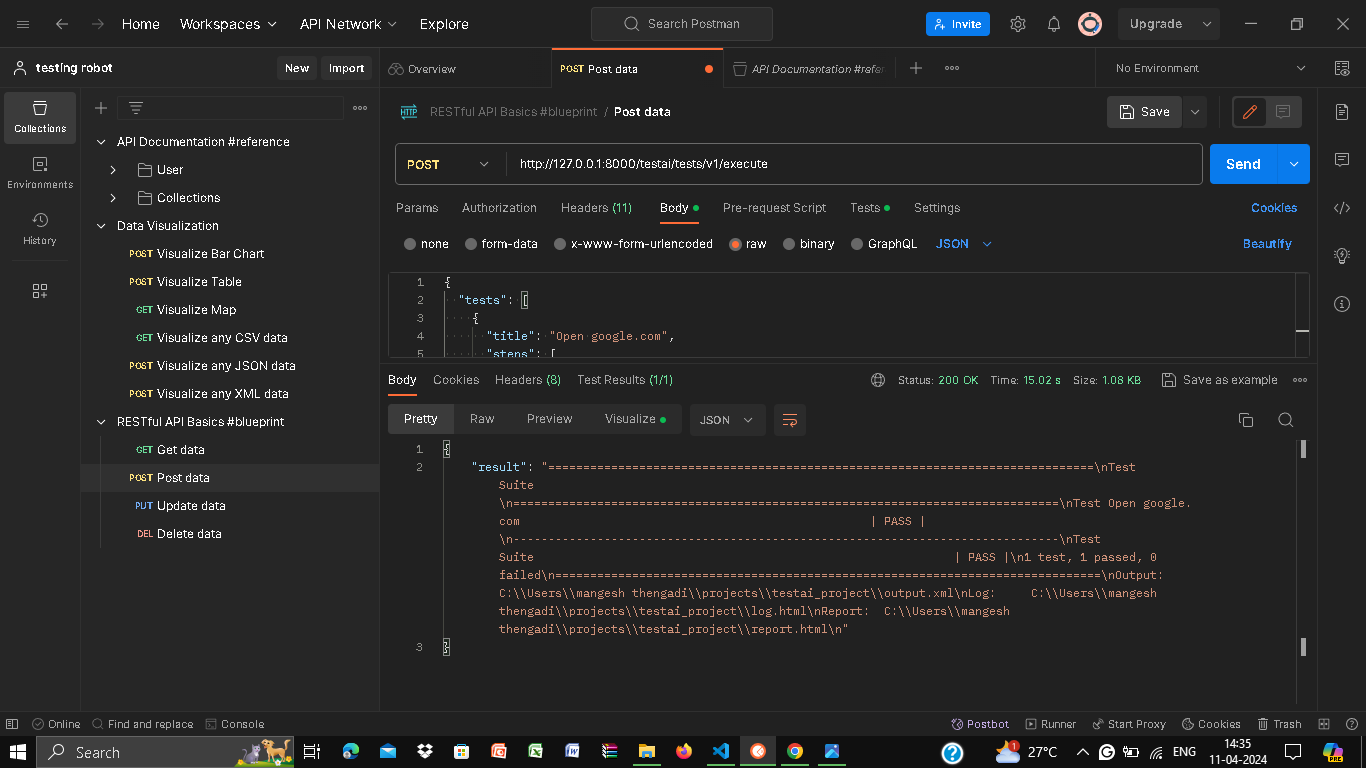 Home Workspaces API Network Explore Search Postman Invite Upgrade
testing robot New Import Overview POST Post data API Documentation #refer No Environment
Collections
Environments
History
API Documentation #reference
User
Collections
Data Visualization
POST Visualize Bar Chart
POST Visualize Table
GET Visualize Map
GET Visualize any CSV data
POST Visualize any JSON data
POST Visualize any XML data
RESTful API Basics #blueprint
GET Get data
POST Post data
PUT Update data
DEL Delete data
HTTP RESTful API Basics #blueprint / Post data Save
POST http://127.0.0.1:8000/testai/tests/v1/execute Send
Params Authorization Headers (11) Body Pre-request Script Tests Settings Cookies
none form-data x-www-form-urlencoded raw binary GraphQL JSON Beautify
1 {
2 "tests": [
3 {
4 "title": "Open google.com",
5 "steps": [
Body Cookies Headers (8) Test Results (1/1) Status: 200 OK Time: 15.02 s Size: 1.08 KB Save as example
Pretty Raw Preview Visualize JSON
1 {
2 "result": "==============================================================================\nTest
Suite
\n==============================================================================\nTest Open google.
com | PASS |
\n------------------------------------------------------------------------------\nTest
Suite | PASS |\n1 test, 1 passed, 0
failed\n==============================================================================\nOutput:
C:\\Users\\mangesh thengadi\\projects\\testai_project\\output.xml\nLog: C:\\Users\\mangesh
thengadi\\projects\\testai_project\\log.html\nReport: C:\\Users\\mangesh
thengadi\\projects\\testai_project\\report.html\n"
3 }
Online Find and replace Console Postbot Runner Start Proxy Cookies Trash
Search 1 27°C ENG 14:35
11-04-2024